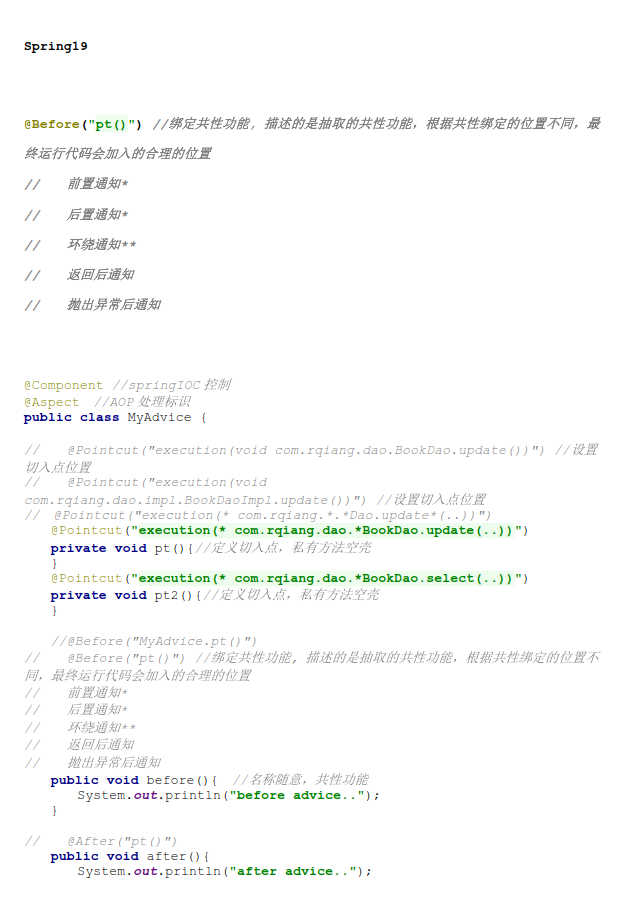 Spring19
@Before("pt()") //绑定共性功能, 描述的是抽取的共性功能，根据共性绑定的位置不同，最
终运行代码会加入的合理的位置
// 前置通知*
// 后置通知*
// 环绕通知**
// 返回后通知
// 抛出异常后通知
@Component //springIOC 控制
@Aspect //AOP 处理标识
public class MyAdvice {
// @Pointcut("execution(void com.rqiang.dao.BookDao.update())") //设置
切入点位置
// @Pointcut("execution(void
com.rqiang.dao.impl.BookDaoImpl.update())") //设置切入点位置
// @Pointcut("execution(* com.rqiang.*.*Dao.update*(..))")
@Pointcut("execution(* com.rqiang.dao.*BookDao.update(..))")
private void pt(){//定义切入点，私有方法空壳
}
@Pointcut("execution(* com.rqiang.dao.*BookDao.select(..))")
private void pt2(){//定义切入点，私有方法空壳
}
//@Before("MyAdvice.pt()")
// @Before("pt()") //绑定共性功能, 描述的是抽取的共性功能，根据共性绑定的位置不
同，最终运行代码会加入的合理的位置
// 前置通知*
// 后置通知*
// 环绕通知**
// 返回后通知
// 抛出异常后通知
public void before(){ //名称随意，共性功能
System.out.println("before advice..");
}
// @After("pt()")
public void after(){
System.out.println("after advice..");